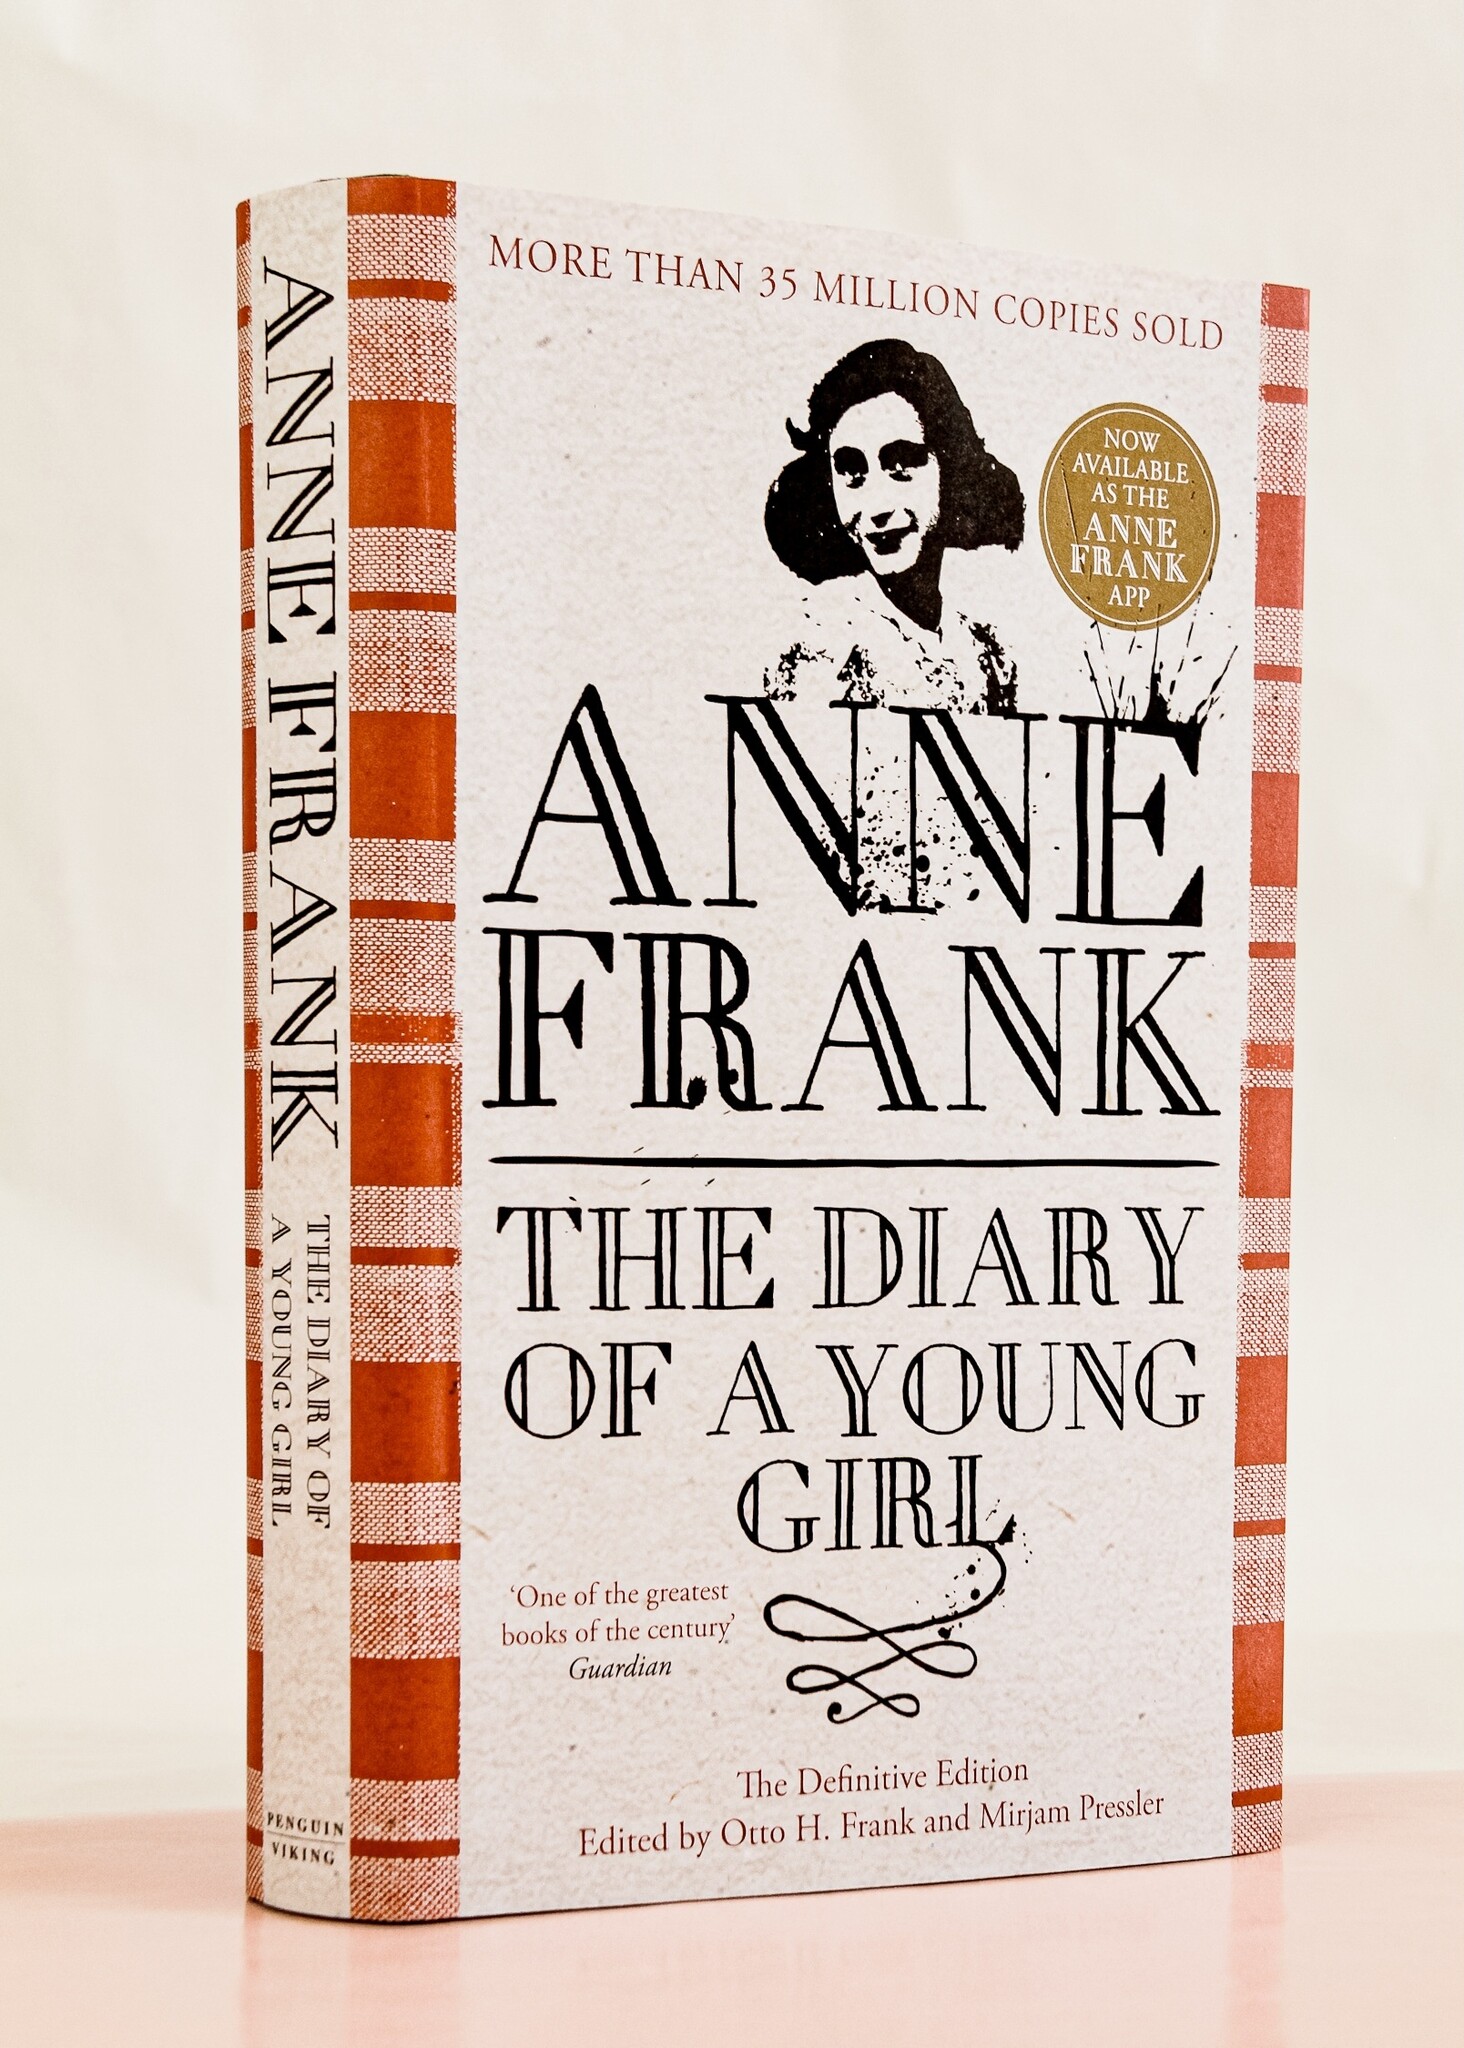 ANNE FRANK
THE DIARY OF
A YOUNG GIRL
PENGUIN
VIKING
MORE THAN 35 MILLION COPIES SOLD
NOW
AVAILABLE
AS THE
ANNE
FRANK
APP
ANNE
FRANK
THE DIARY
OF A YOUNG
GIRL
‘One of the greatest
books of the century’
Guardian
The Definitive Edition
Edited by Otto H. Frank and Mirjam Pressler